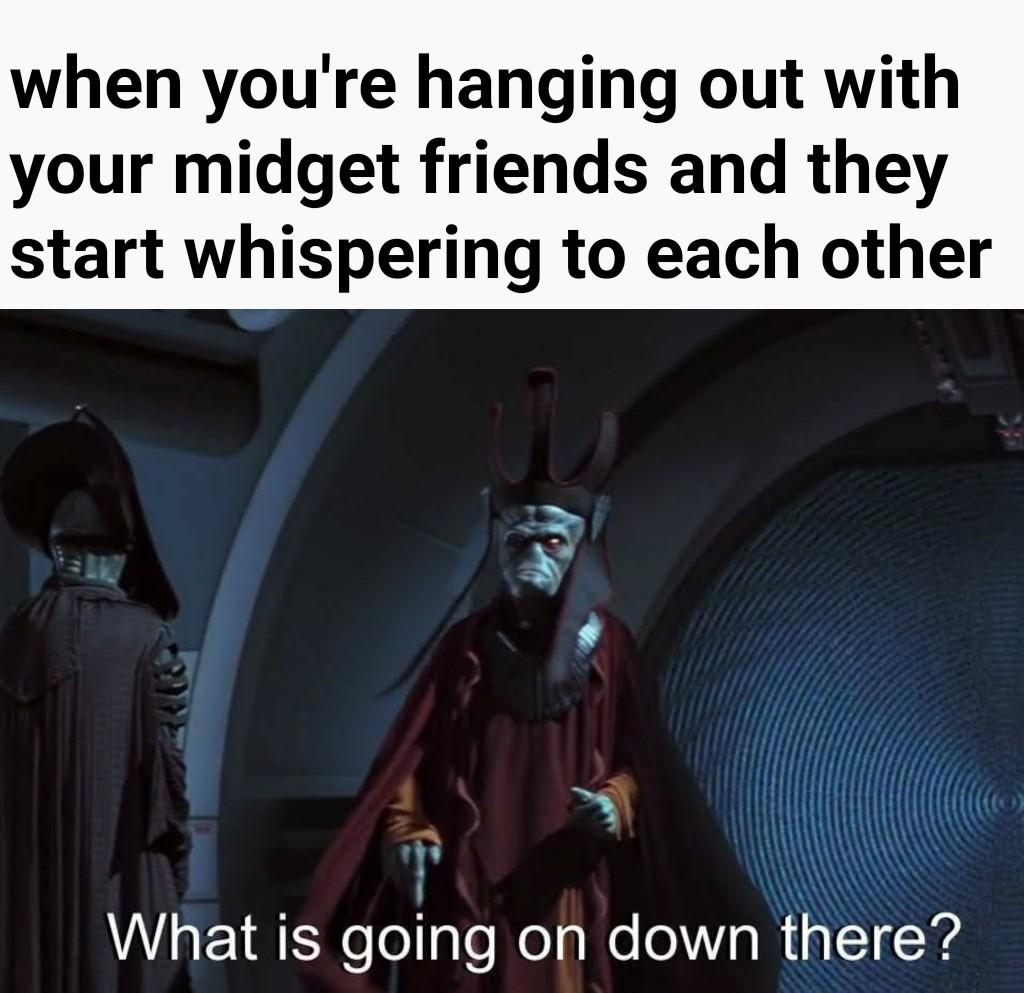 when you're hanging out with
your midget friends and they
start whispering to each other
What is going on down there?